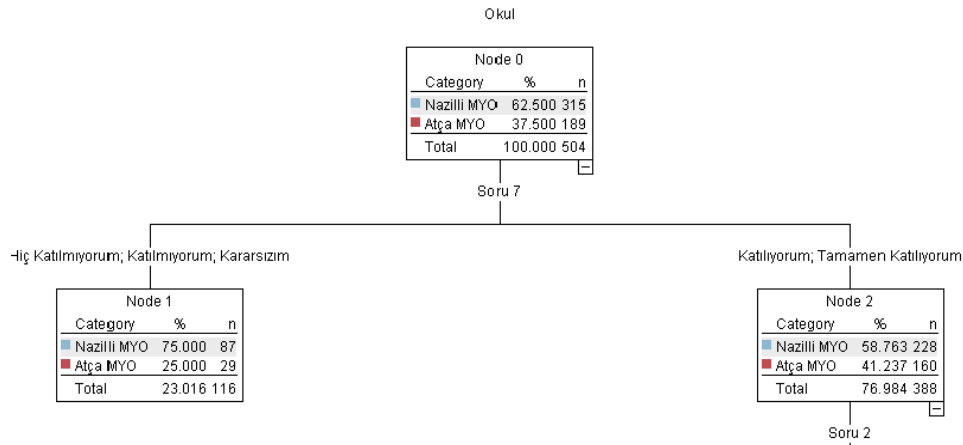 Okul
Node 0
Category % n
Nazilli MYO 62.500 315
Atça MYO 37.500 189
Total 100.000 504
Soru 7
Hiç Katılmıyorum; Katılmıyorum; Kararsızım
Katılıyorum; Tamamen Katılıyorum
Node 1
Category % n
Nazilli MYO 75.000 87
Atça MYO 25.000 29
Total 23.016 116
Node 2
Category % n
Nazilli MYO 58.763 228
Atça MYO 41.237 160
Total 76.984 388
Soru 2